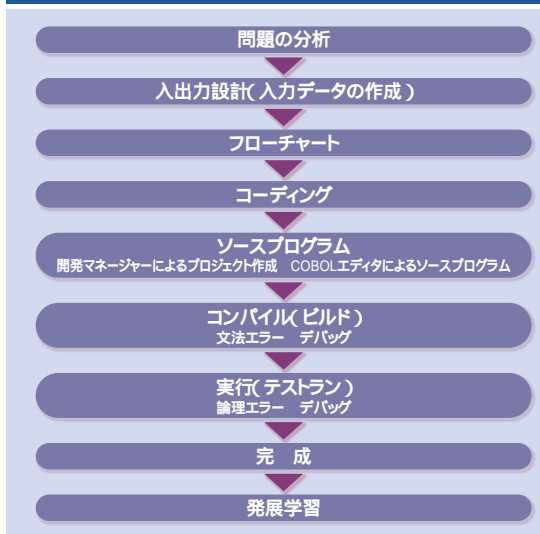 問題の分析
入出力設計(入力データの作成)
フローチャート
コーディング
ソースプログラム
開発マネージャーによるプロジェクト作成　COBOLエディタによるソースプログラム
コンパイル(ビルド)
文法エラー　デバッグ
実行(テストラン)
論理エラー　デバッグ
完　成
発展学習